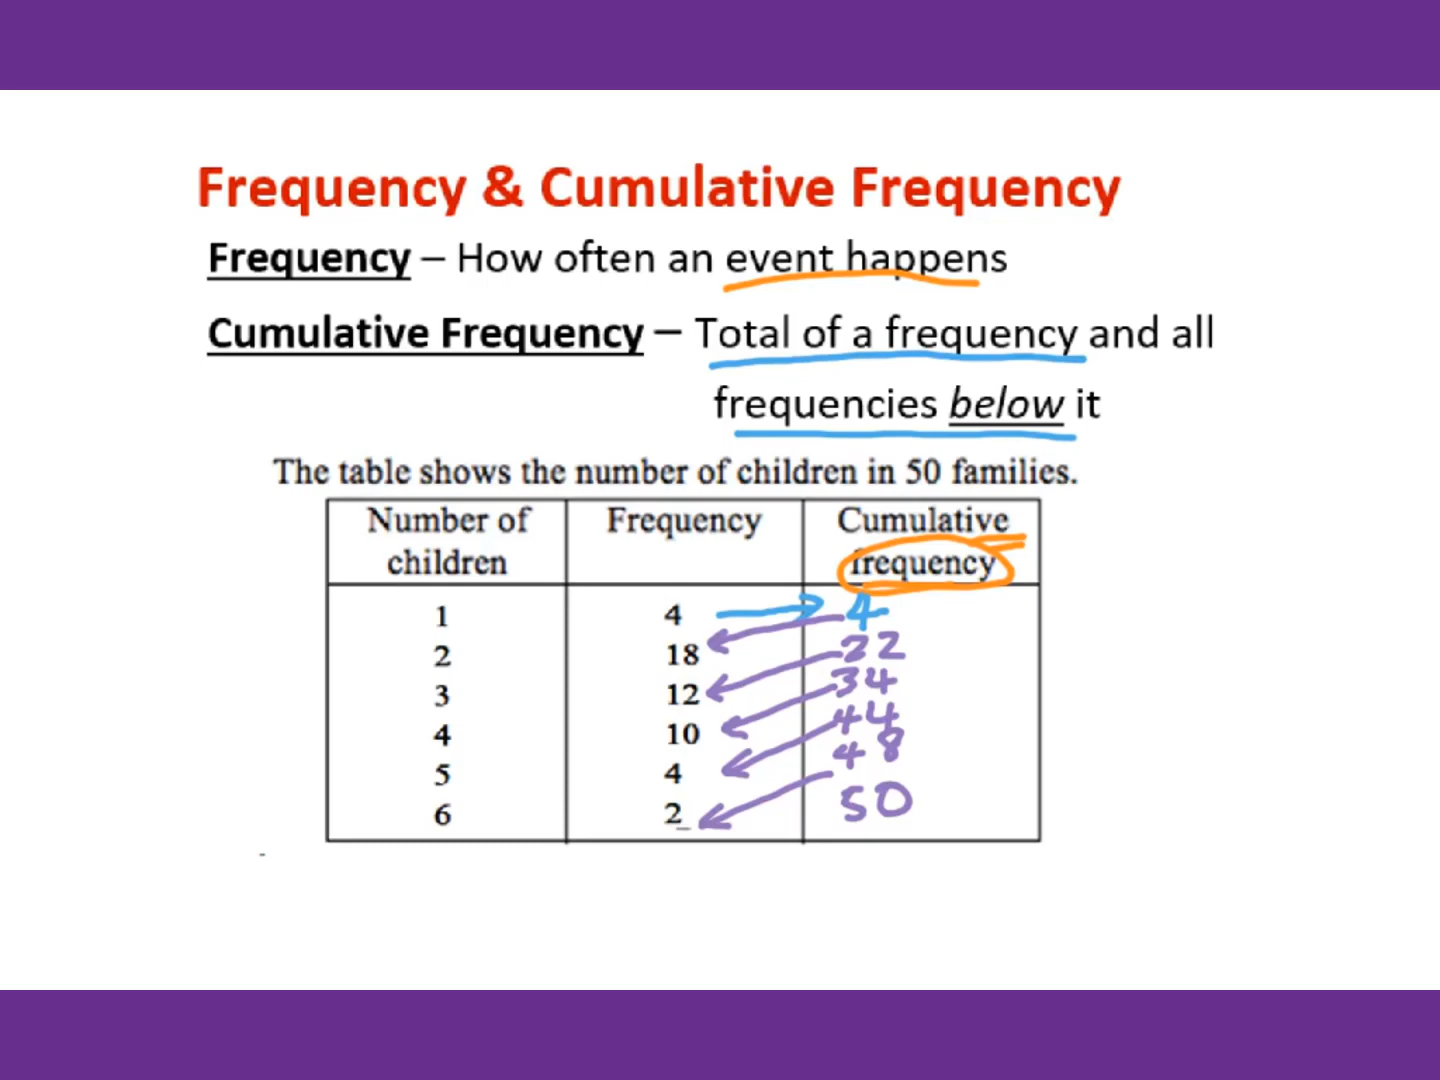 Frequency & Cumulative Frequency
Frequency – How often an event happens
Cumulative Frequency – Total of a frequency and all
frequencies below it
The table shows the number of children in 50 families.
Number of children Frequency Cumulative frequency
1 4 4
2 18 22
3 12 34
4 10 44
5 4 48
6 2 50